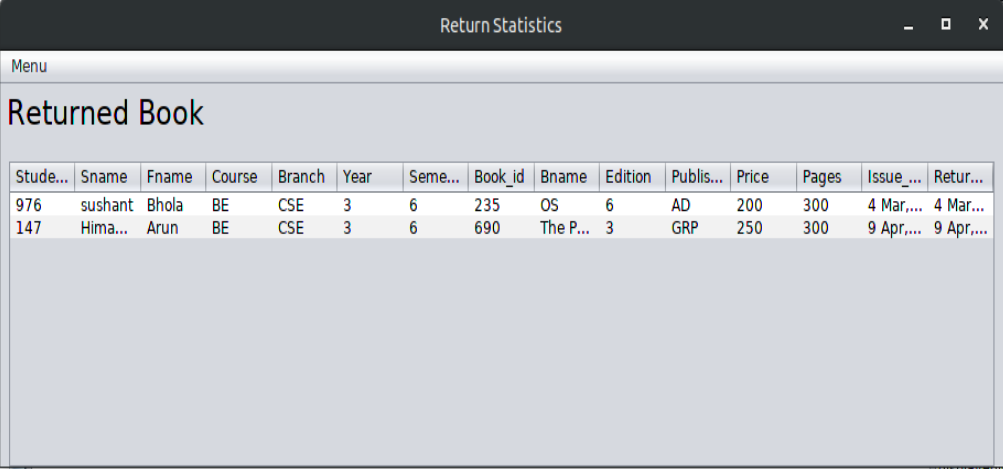 Return Statistics
Menu
Returned Book
Stude... Sname Fname Course Branch Year Seme... Book_id Bname Edition Publis... Price Pages Issue_... Retur...
976 sushant Bhola BE CSE 3 6 235 OS 6 AD 200 300 4 Mar,... 4 Mar...
147 Hima... Arun BE CSE 3 6 690 The P... 3 GRP 250 300 9 Apr,... 9 Apr,...